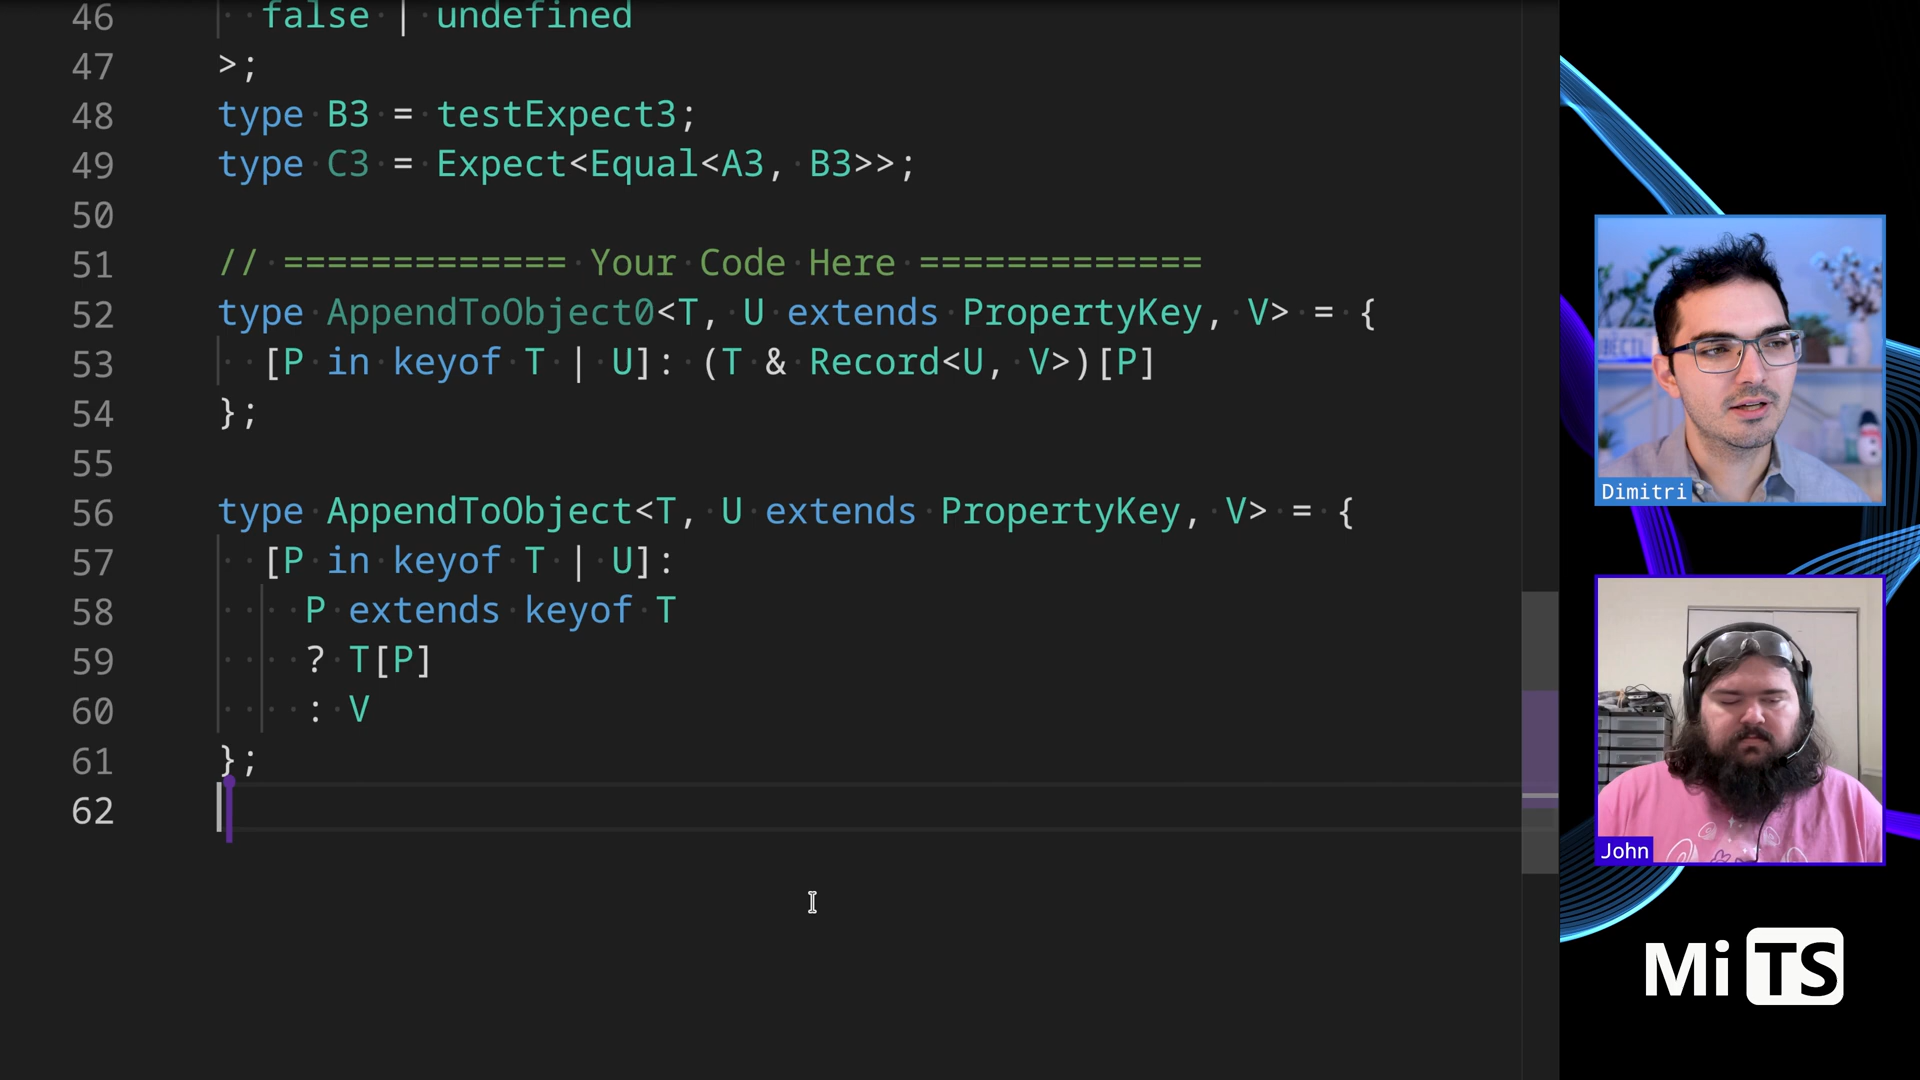 46 false | undefined
47 >;
48 type B3 = testExpect3;
49 type C3 = Expect<Equal<A3, B3>>;
50
51 // ============= Your Code Here =============
52 type AppendToObject0<T, U extends PropertyKey, V> = {
53 [P in keyof T | U]: (T & Record<U, V>)[P]
54 };
55
56 type AppendToObject<T, U extends PropertyKey, V> = {
57 [P in keyof T | U]:
58 P extends keyof T
59 ? T[P]
60 : V
61 };
62
Dimitri
John
Mi TS